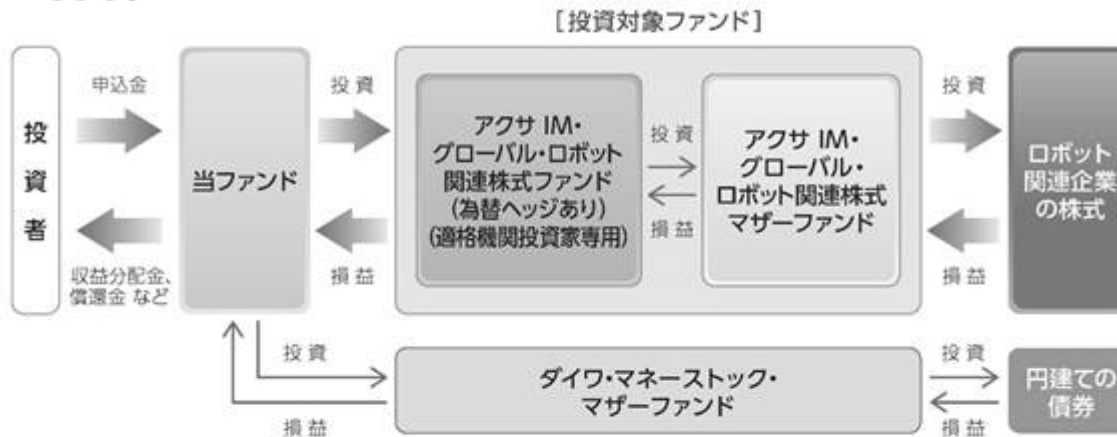 [投資対象ファンド]
投資者
申込金
収益分配金、
償還金 など
当ファンド
投資
損益
アクサ IM・
グローバル・ロボット
関連株式ファンド
(為替ヘッジあり)
(適格機関投資家専用)
投資
損益
アクサ IM・
グローバル・
ロボット関連株式
マザーファンド
投資
損益
ロボット
関連企業
の株式
投資
損益
ダイワ・マネーストック・
マザーファンド
投資
損益
円建ての
債券